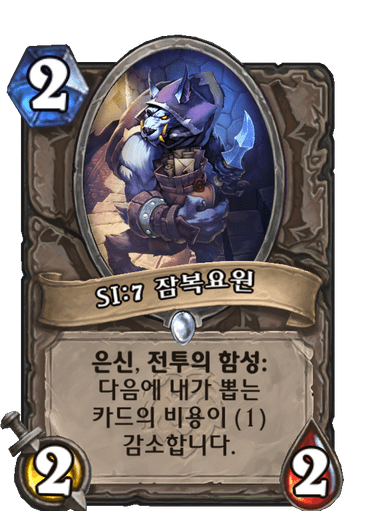 2
SI:7 잠복요원
은신, 전투의 함성:
다음에 내가 뽑는
카드의 비용이 (1)
감소합니다.
2
2